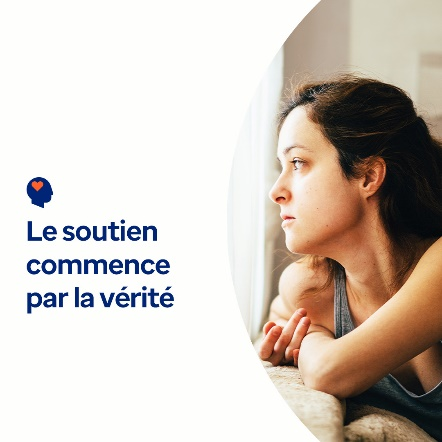 Le soutien
commence
par la vérité